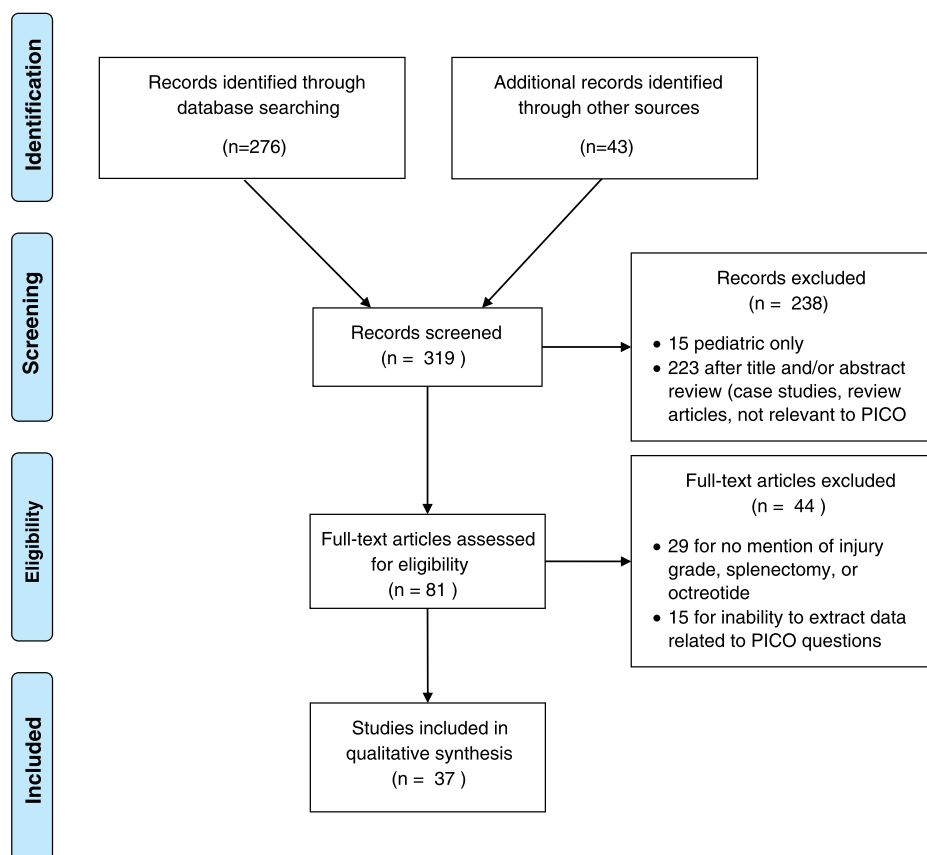 Identification
Records identified through
database searching
(n=276)
Additional records identified
through other sources
(n=43)
Screening
Records screened
(n = 319 )
Records excluded
(n = 238)
• 15 pediatric only
• 223 after title and/or abstract
review (case studies, review
articles, not relevant to PICO
Eligibility
Full-text articles assessed
for eligibility
(n = 81 )
Full-text articles excluded
(n = 44 )
• 29 for no mention of injury
grade, splenectomy, or
octreotide
• 15 for inability to extract data
related to PICO questions
Included
Studies included in
qualitative synthesis
(n = 37 )